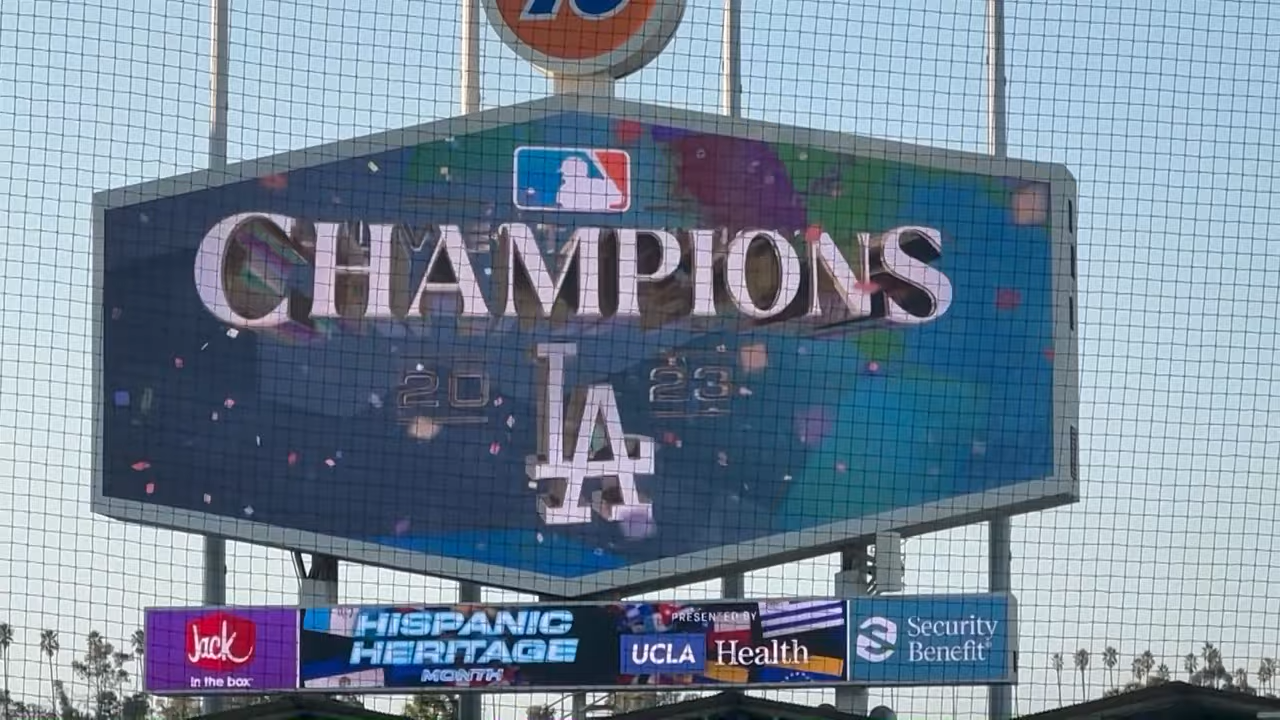 CHAMPIONS
20 LA 23
Jack
in the box
HISPANIC
HERITAGE
MONTH
PRESENTED BY
UCLA Health
Security
Benefit